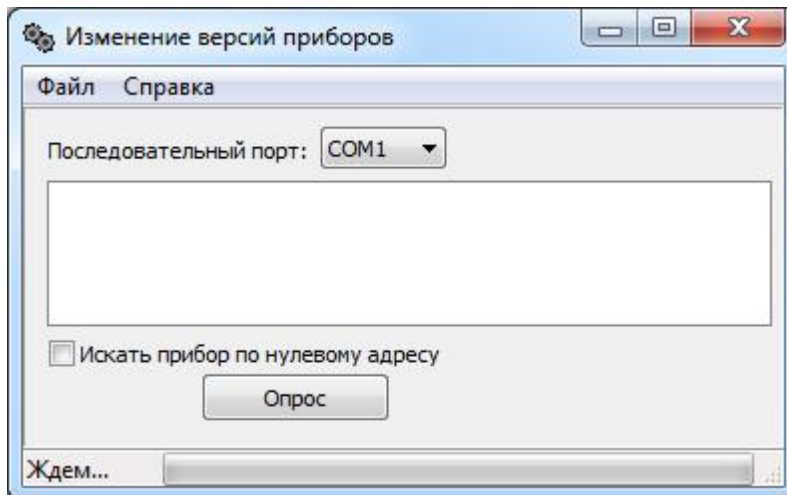 Изменение версий приборов
Файл Справка
Последовательный порт: COM1
Искать прибор по нулевому адресу
Опрос
Ждем...